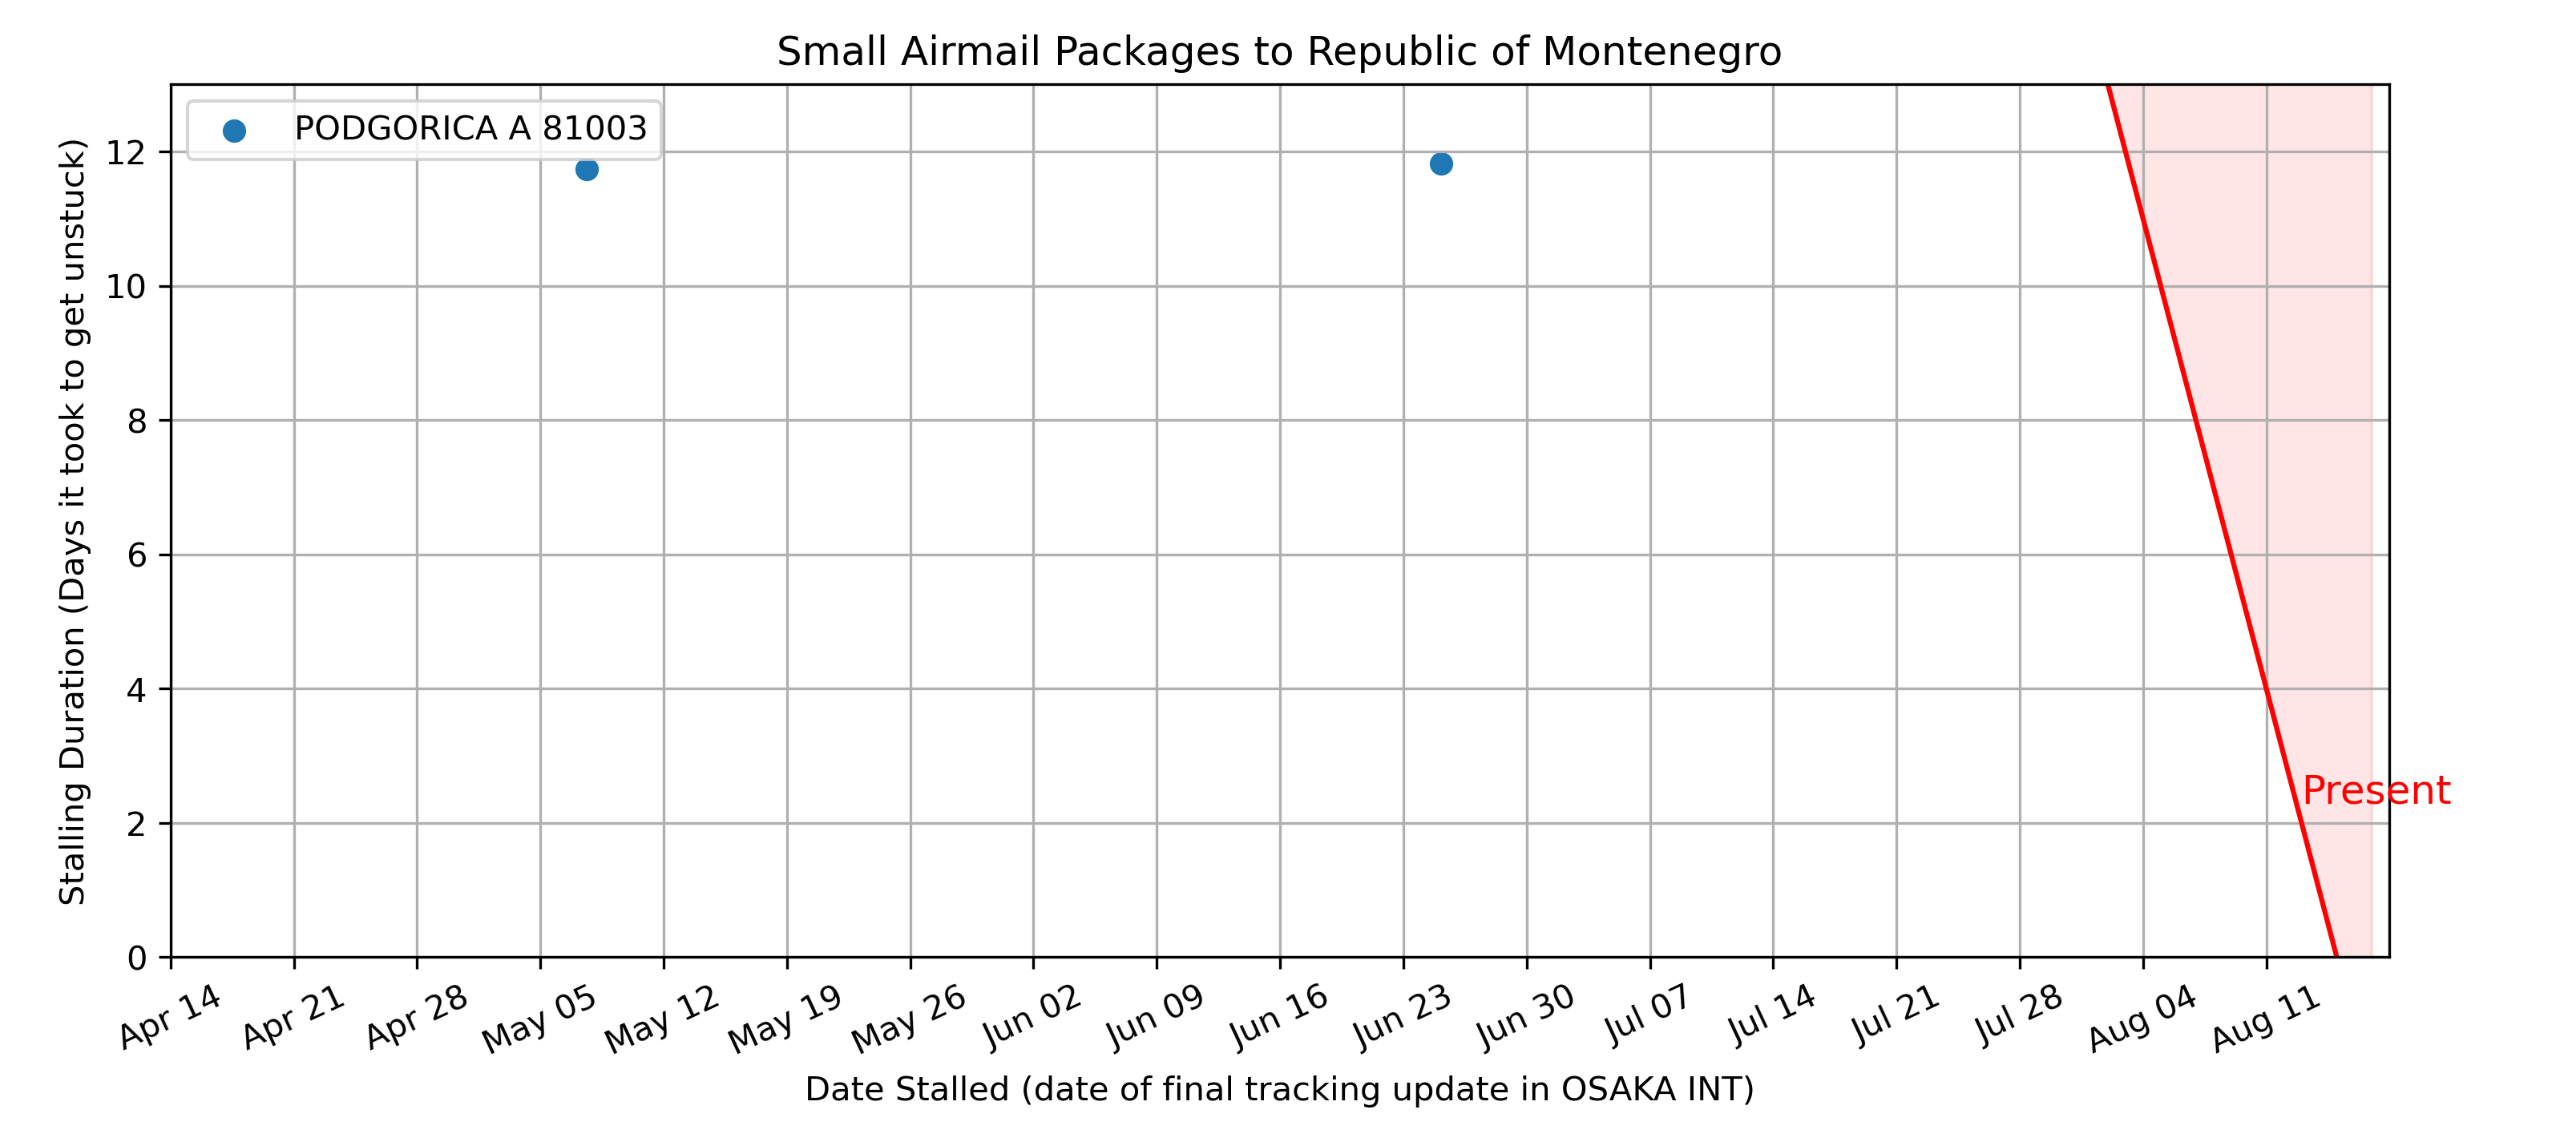 Small Airmail Packages to Republic of Montenegro
PODGORICA A 81003
Stalling Duration (Days it took to get unstuck)
12
10
8
6
4
2
0
Present
Apr 14 Apr 21 Apr 28 May 05 May 12 May 19 May 26 Jun 02 Jun 09 Jun 16 Jun 23 Jun 30 Jul 07 Jul 14 Jul 21 Jul 28 Aug 04 Aug 11
Date Stalled (date of final tracking update in OSAKA INT)